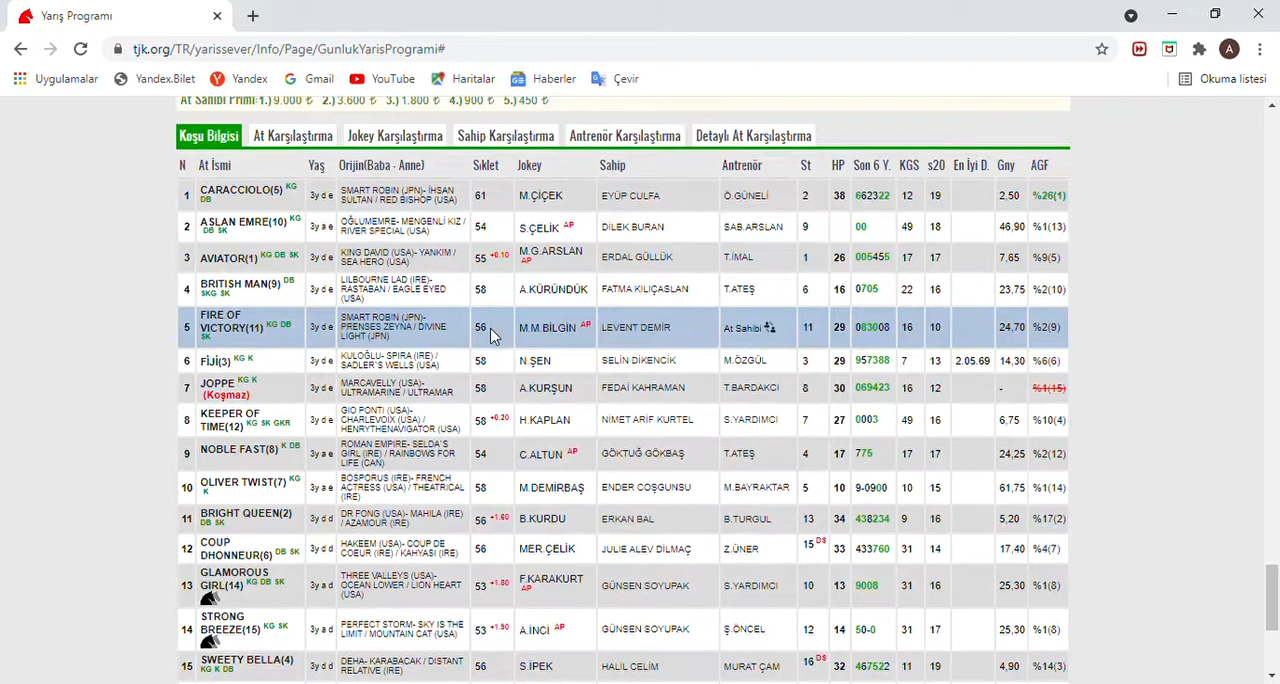 Yarış Programı
tjk.org/TR/yarissever/Info/Page/GunlukYarisProgrami#
A
Uygulamalar Yandex.Bilet Yandex Gmail YouTube Haritalar Haberler Çevir Okuma listesi
At Sahibi Primi:1.) 9.000 ₺ 2.) 3.600 ₺ 3.) 1.800 ₺ 4.) 900 ₺ 5.) 450 ₺
Koşu Bilgisi At Karşılaştırma Jokey Karşılaştırma Sahip Karşılaştırma Antrenör Karşılaştırma Detaylı At Karşılaştırma
N At İsmi Yaş Orijin(Baba - Anne) Sıklet Jokey Sahip Antrenör St HP Son 6 Y. KGS s20 En İyi D. Gny AGF
1 CARACCIOLO(5) KG DB 3y d e SMART ROBIN (JPN)- İHSAN SULTAN / RED BISHOP (USA) 61 M.ÇİÇEK EYÜP CULFA Ö.GÜNELİ 2 38 662322 12 19 2,50 %26(1)
2 ASLAN EMRE(10) KG DB SK 3y a e OĞLUMEMRE- MENGENLİ KIZ / RIVER SPECIAL (USA) 54 S.ÇELİK AP DİLEK BURAN SAB.ARSLAN 9 00 49 18 46,90 %1(13)
3 AVIATOR(1) KG DB SK 3y d e KING DAVID (USA)- YANKIM / SEA HERO (USA) 55 +0.10 M.G.ARSLAN AP ERDAL GÜLLÜK T.İMAL 1 26 005455 17 17 7,65 %9(5)
4 BRITISH MAN(9) DB SKG SK 3y d e LILBOURNE LAD (IRE)- RASTABAN / EAGLE EYED (USA) 58 A.KÜRÜNDÜK FATMA KILIÇASLAN T.ATEŞ 6 16 0705 22 16 23,75 %2(10)
5 FIRE OF VICTORY(11) KG DB SK 3y d e SMART ROBIN (JPN)- PRENSES ZEYNA / DIVINE LIGHT (JPN) 56 M.M.BİLGİN AP LEVENT DEMİR At Sahibi 11 29 083008 16 10 24,70 %2(9)
6 FİJİ(3) KG K 3y d e KULOĞLU- SPIRA (IRE) / SADLER'S WELLS (USA) 58 N.ŞEN SELİN DİKENCİK M.ÖZGÜL 3 29 957388 7 13 2.05.69 14,30 %6(6)
7 JOPPE KG K (Koşmaz) 3y d e MARCAVELLY (USA)- ULTRAMARINE / ULTRAMAR 58 A.KURŞUN FEDAİ KAHRAMAN T.BARDAKCI 8 30 069423 16 12 - %1(15)
8 KEEPER OF TIME(12) KG SK GKR 3y d e GIO PONTI (USA)- CHARLEVOIX (USA) / HENRYTHENAVIGATOR (USA) 58 +0.20 H.KAPLAN NİMET ARİF KURTEL S.YARDIMCI 7 27 0003 49 16 6,75 %10(4)
9 NOBLE FAST(8) K DB 3y a e ROMAN EMPIRE- SELDA'S GIRL (IRE) / RAINBOWS FOR LIFE (CAN) 54 C.ALTUN AP GÖKTUĞ GÖKBAŞ T.ATEŞ 4 17 775 17 17 24,25 %2(12)
10 OLIVER TWIST(7) KG K 3y a e BOSPORUS (IRE)- FRENCH ACTRESS (USA) / THEATRICAL (IRE) 58 M.DEMİRBAŞ ENDER COŞGUNSU M.BAYRAKTAR 5 10 9-0900 10 15 61,75 %1(14)
11 BRIGHT QUEEN(2) DB SK 3y d d DR FONG (USA)- MAHILA (IRE) / AZAMOUR (IRE) 56 +1.60 B.KURDU ERKAN BAL B.TURGUL 13 34 438234 9 16 5,20 %17(2)
12 COUP DHONNEUR(6) DB SK 3y d d HAKEEM (USA)- COUP DE COEUR (IRE) / KAHYASI (IRE) 56 MER.ÇELİK JULIE ALEV DİLMAÇ Z.ÜNER 15 DS 33 433760 31 14 17,40 %4(7)
13 GLAMOROUS GIRL(14) KG DB SK 3y a d THREE VALLEYS (USA)- OCEAN LOWER / LION HEART (USA) 53 +1.80 F.KARAKURT AP GÜNSEN SOYUPAK S.YARDIMCI 10 13 9008 31 16 25,30 %1(8)
14 STRONG BREEZE(15) KG SK 3y a d PERFECT STORM- SKY IS THE LIMIT / MOUNTAIN CAT (USA) 53 +1.90 A.İNCİ AP GÜNSEN SOYUPAK Ş.ÖNCEL 12 14 50-0 31 17 25,30 %1(8)
15 SWEETY BELLA(4) KG K DB 3y d d DEHA- KARABACAK / DISTANT RELATIVE (IRE) 56 S.İPEK HALİL CELİM MURAT ÇAM 16 DS 32 467522 11 19 4,90 %14(3)